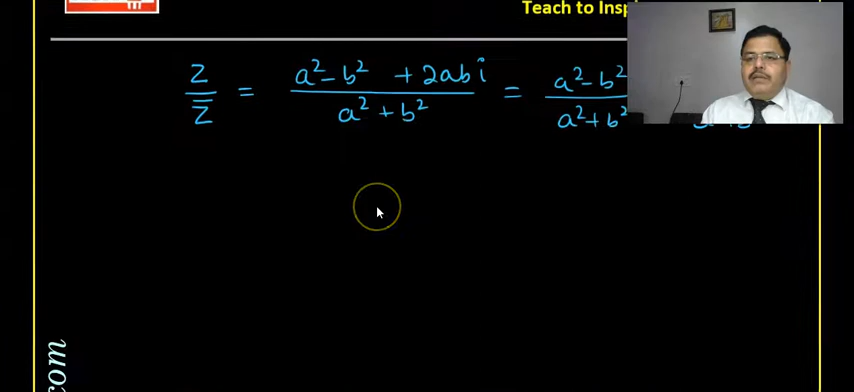 Teach to Insp
z/z̅ = (a² - b² + 2abi)/(a² + b²) = (a² - b²)/(a² + b²)
com